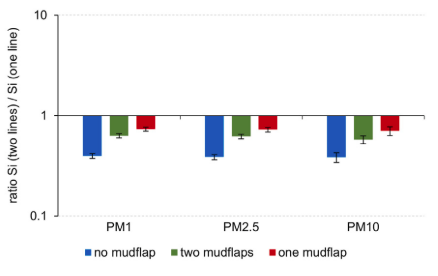 ratio Si (two lines) / Si (one line)
10
1
0.1
PM1 PM2.5 PM10
no mudflap two mudflaps one mudflap